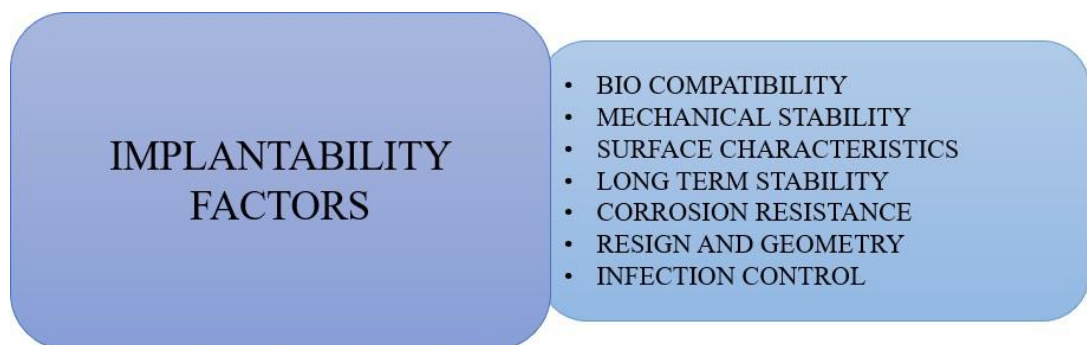 IMPLANTABILITY
FACTORS
• BIO COMPATIBILITY
• MECHANICAL STABILITY
• SURFACE CHARACTERISTICS
• LONG TERM STABILITY
• CORROSION RESISTANCE
• RESIGN AND GEOMETRY
• INFECTION CONTROL